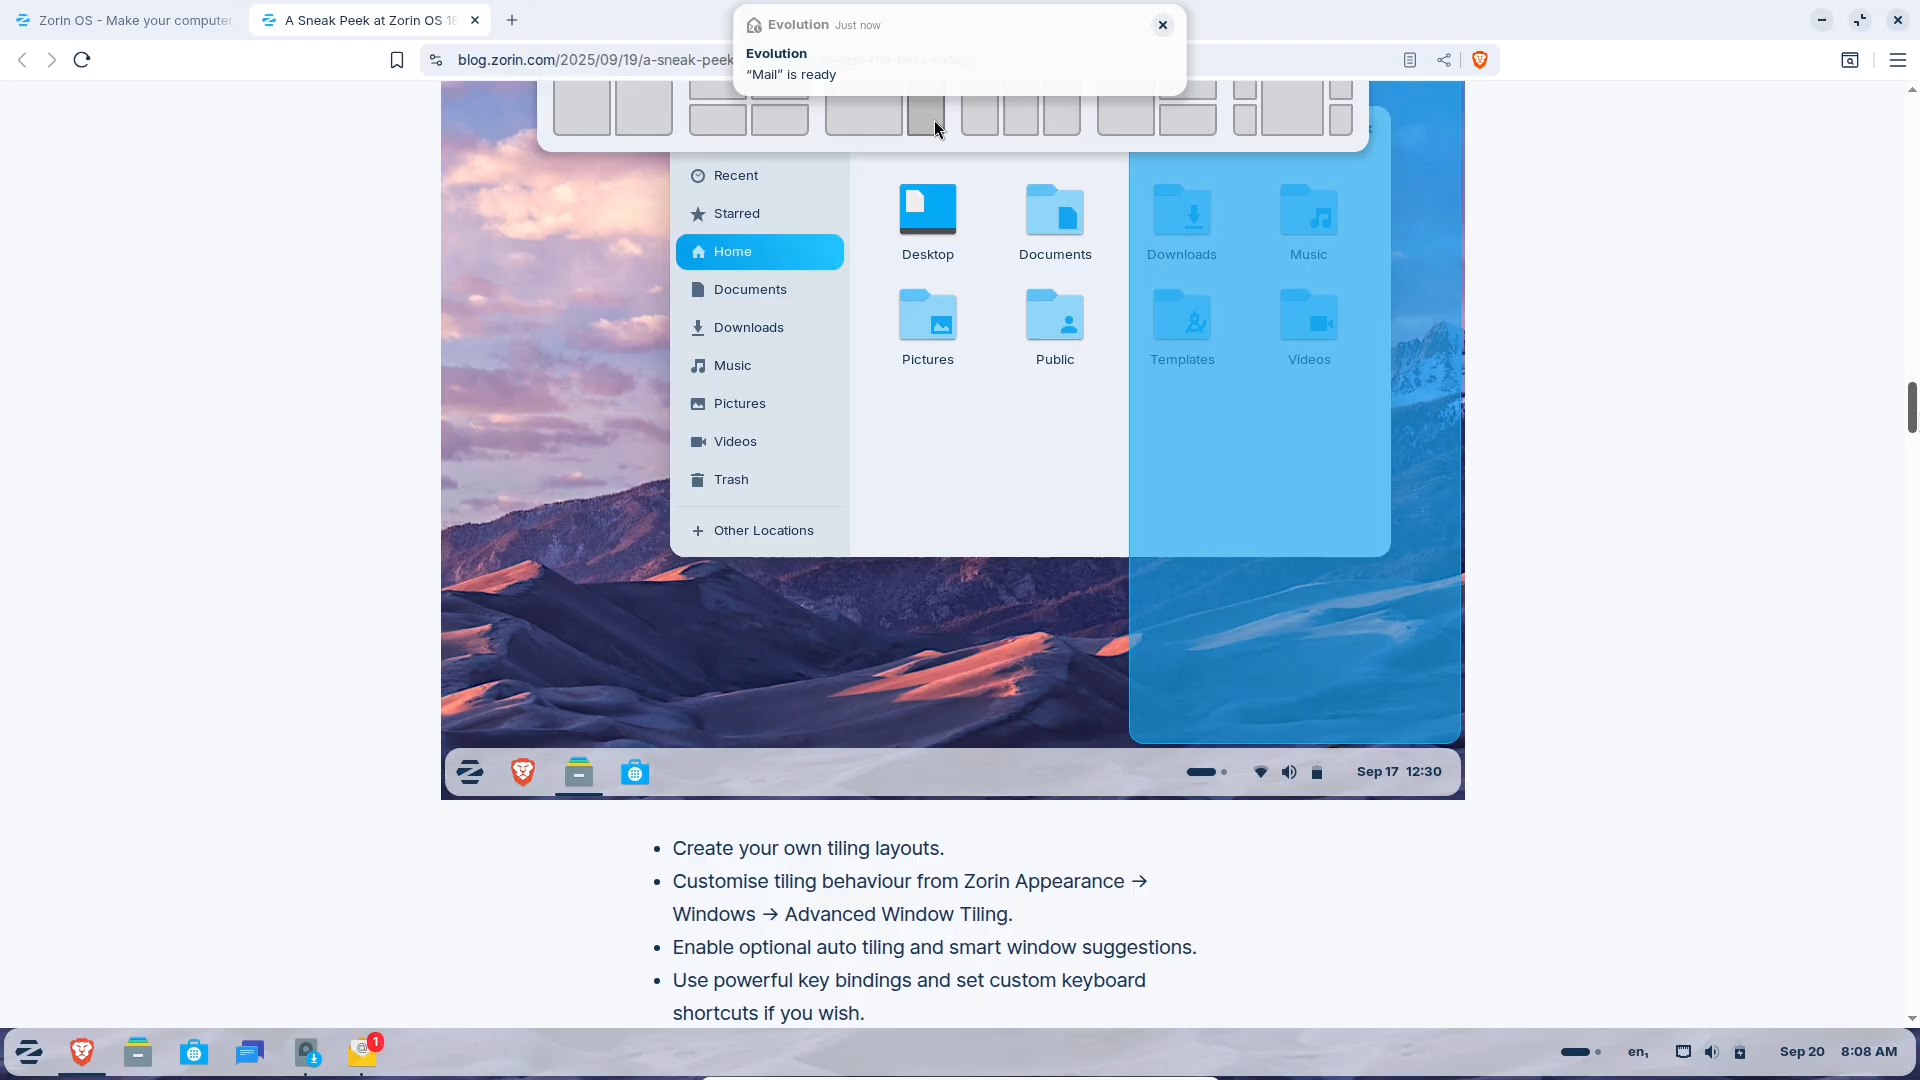 Zorin OS - Make your computer
A Sneak Peek at Zorin OS 18
Evolution Just now
Evolution
“Mail” is ready
blog.zorin.com/2025/09/19/a-sneak-peek
Recent
Starred
Home
Documents
Downloads
Music
Pictures
Videos
Trash
Other Locations
Desktop
Documents
Downloads
Music
Pictures
Public
Templates
Videos
Sep 17 12:30
• Create your own tiling layouts.
• Customise tiling behaviour from Zorin Appearance →
Windows → Advanced Window Tiling.
• Enable optional auto tiling and smart window suggestions.
• Use powerful key bindings and set custom keyboard
shortcuts if you wish.
1
en₁
Sep 20 8:08 AM